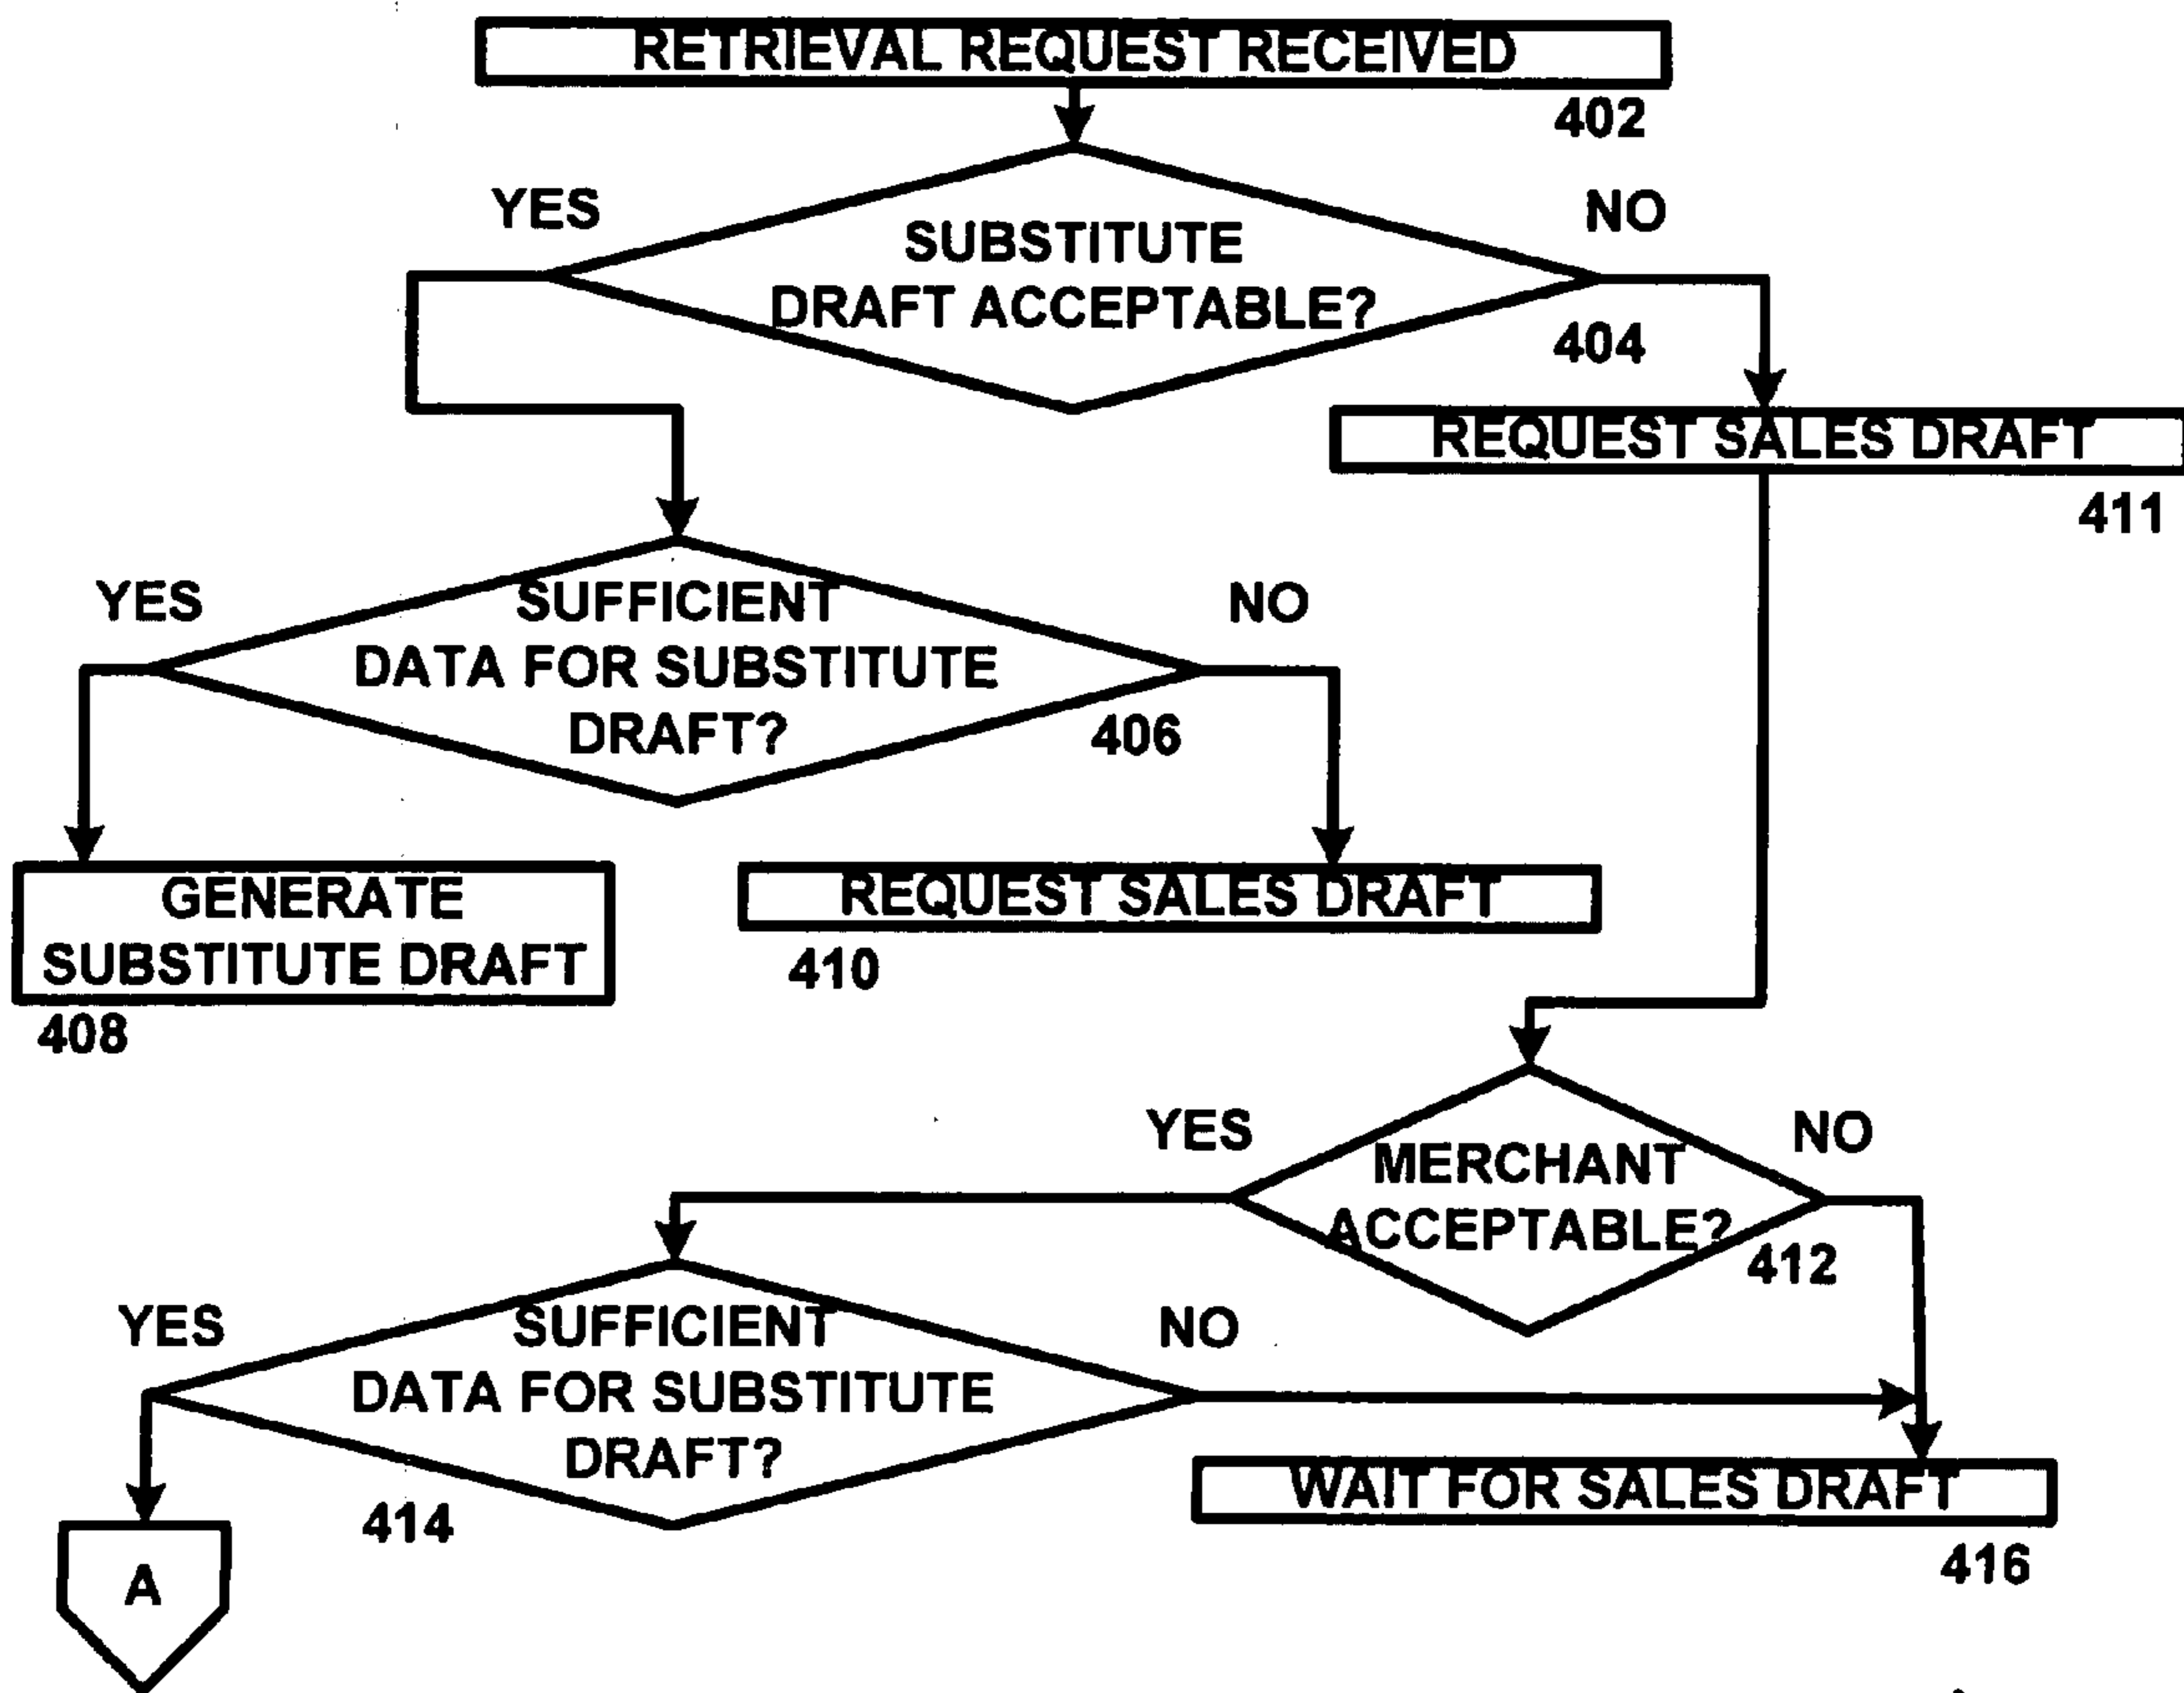 RETRIEVAL REQUEST RECEIVED
402
YES
NO
SUBSTITUTE
DRAFT ACCEPTABLE?
404
REQUEST SALES DRAFT
411
YES
NO
SUFFICIENT
DATA FOR SUBSTITUTE
DRAFT?
406
GENERATE
SUBSTITUTE DRAFT
408
REQUEST SALES DRAFT
410
YES
NO
MERCHANT
ACCEPTABLE?
412
YES
NO
SUFFICIENT
DATA FOR SUBSTITUTE
DRAFT?
414
WAIT FOR SALES DRAFT
416
A